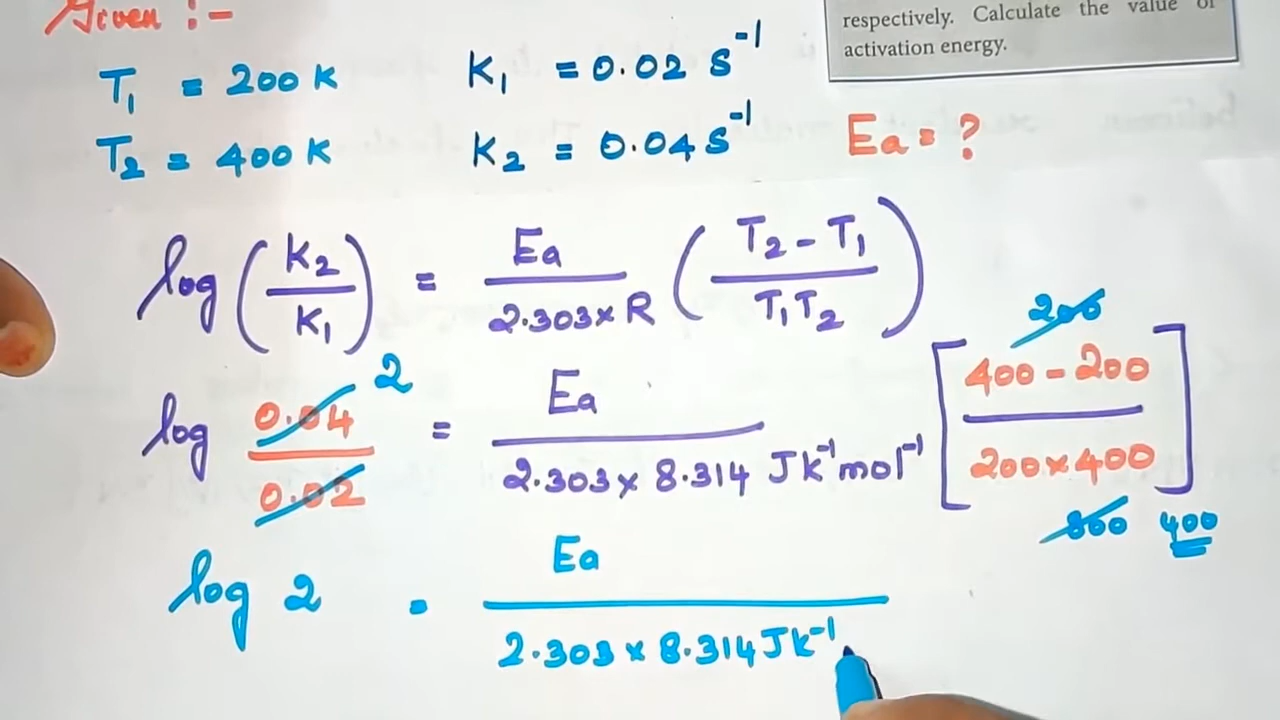 Given :-
respectively. Calculate the value of
activation energy.
T₁ = 200 K K₁ = 0.02 S⁻¹
T₂ = 400 K K₂ = 0.04 S⁻¹ Ea = ?
log (K₂/K₁) = Ea/2.303 × R (T₂ - T₁/T₁T₂)
200
log 0.04/0.02 2 = Ea/2.303 × 8.314 JK⁻¹mol⁻¹ [400 - 200/200 × 400]
800 400
log 2 = Ea/2.303 × 8.314 JK⁻¹